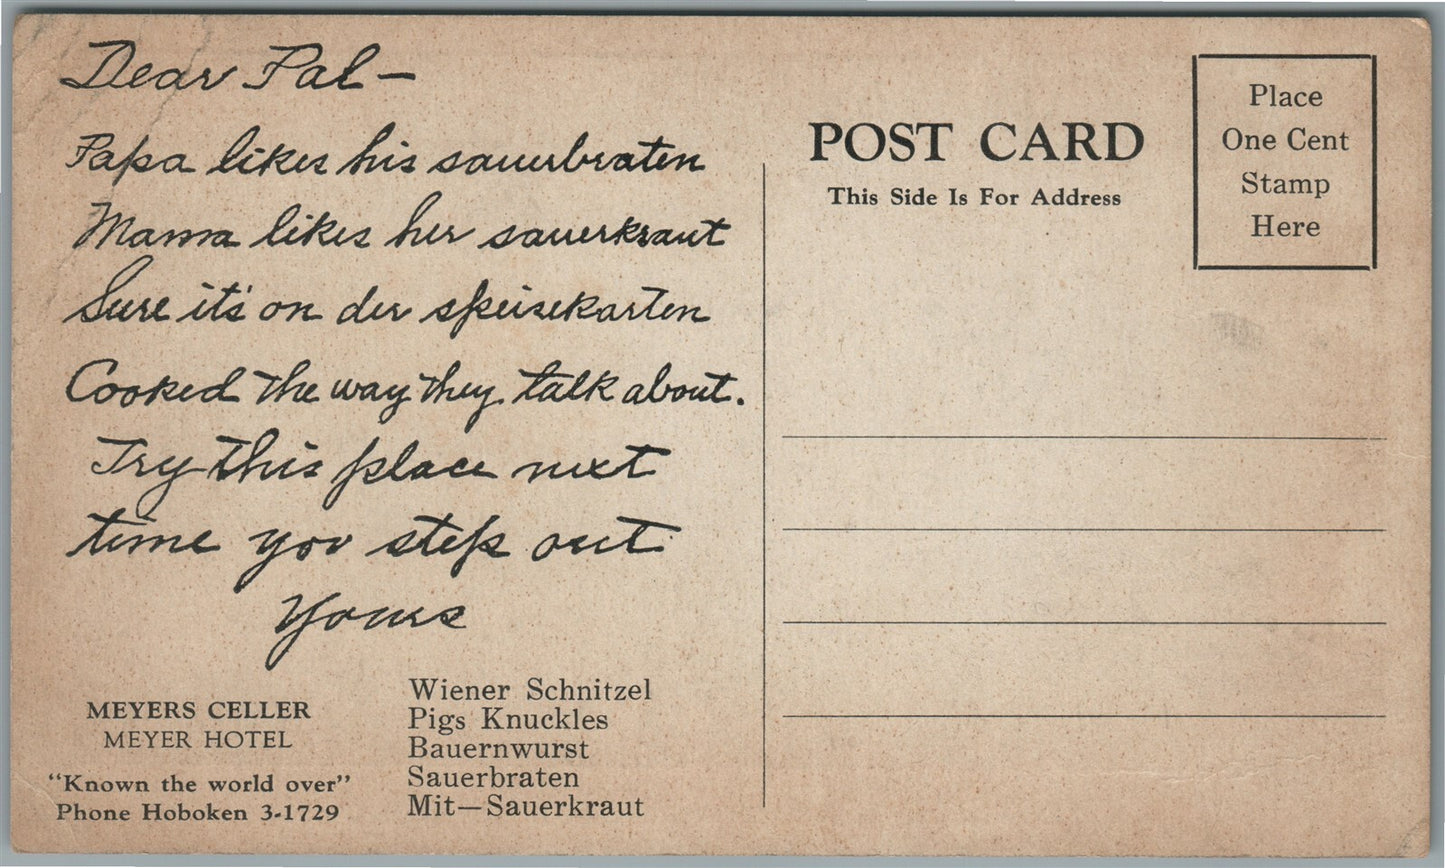 Dear Pal—
Papa likes his sauerbraten
Mama likes her sauerkraut
Sure it's on der speisekarten
Cooked the way they talk about.
Try this place next
time you step out
Yours
MEYERS CELLER
MEYER HOTEL
"Known the world over"
Phone Hoboken 3-1729
Wiener Schnitzel
Pigs Knuckles
Bauernwurst
Sauerbraten
Mit—Sauerkraut
POST CARD
This Side Is For Address
Place
One Cent
Stamp
Here